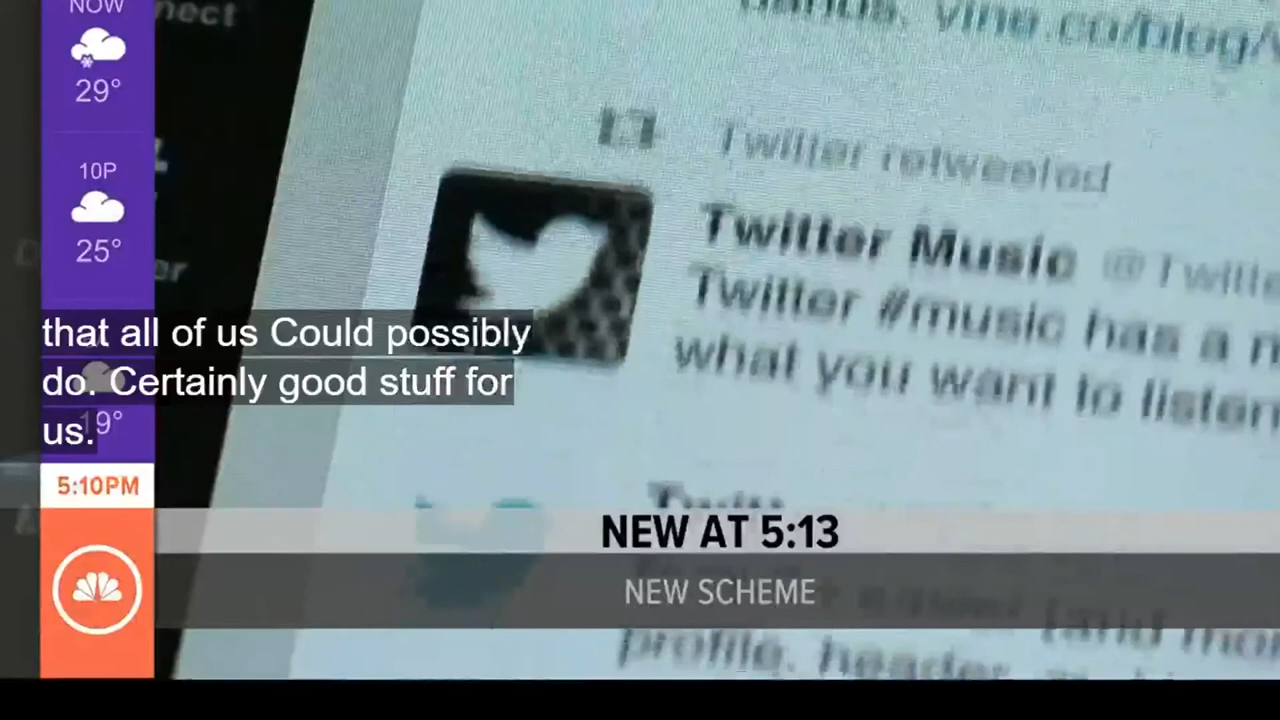 NOW
29°
10P
25°
19°
5:10PM
that all of us Could possibly
do. Certainly good stuff for
us.
vine.co/blog/
Twitter retweeted
Twitter Music
Twitter #music has a
what you want to listen
NEW AT 5:13
NEW SCHEME
profile, header,